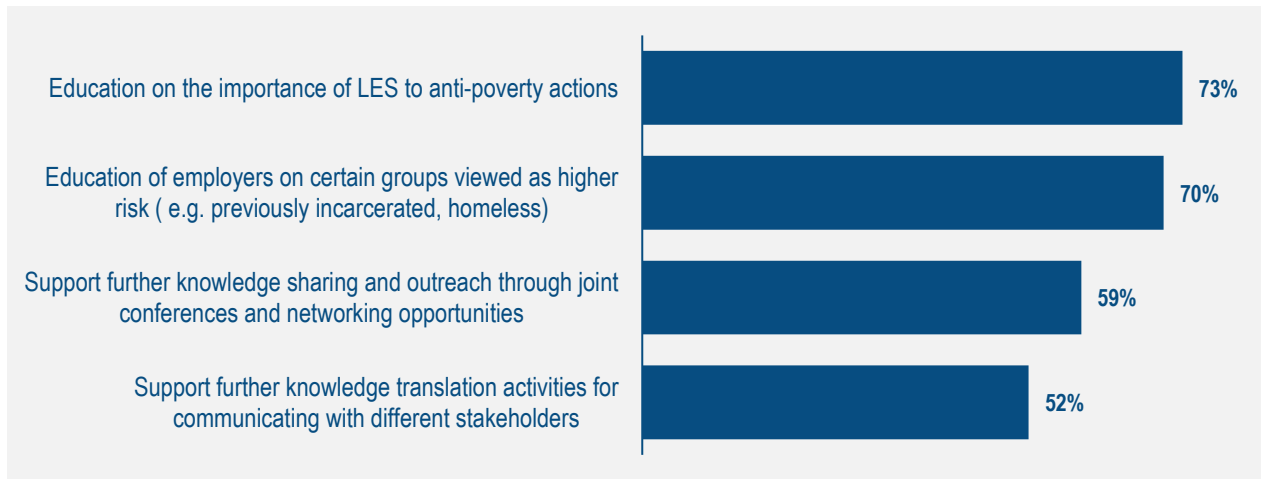 Education on the importance of LES to anti-poverty actions
73%
Education of employers on certain groups viewed as higher
risk ( e.g. previously incarcerated, homeless)
70%
Support further knowledge sharing and outreach through joint
conferences and networking opportunities
59%
Support further knowledge translation activities for
communicating with different stakeholders
52%